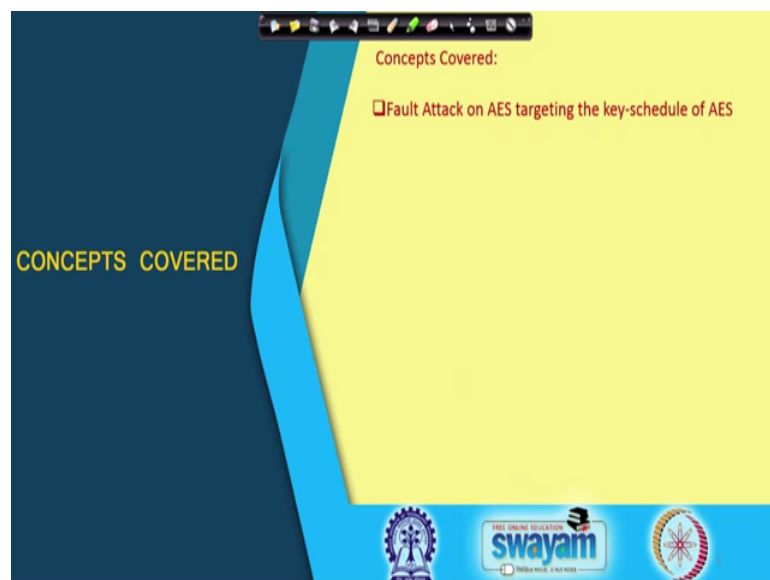 Concepts Covered:
❑Fault Attack on AES targeting the key-schedule of AES
CONCEPTS COVERED
FREE ONLINE EDUCATION
swayam